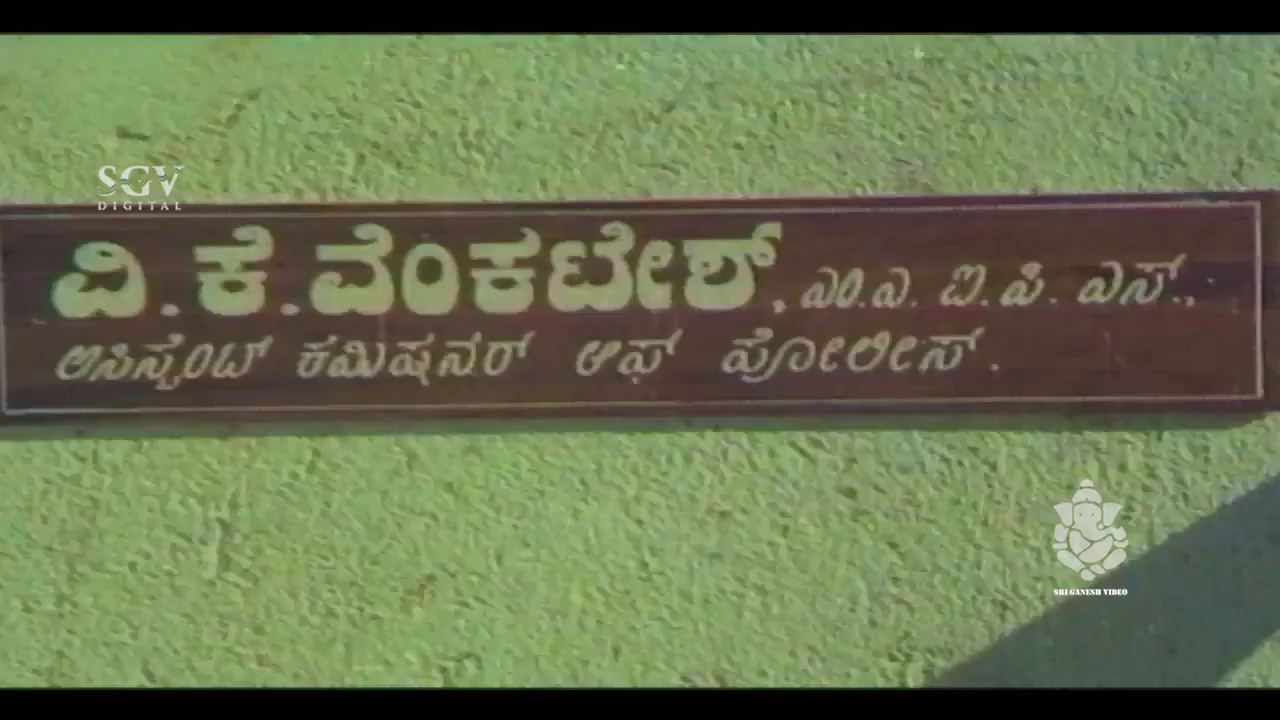 SGV
DIGITAL
ವಿ.ಕೆ.ವೆಂಕಟೇಶ್, ಎಂ.ಎ. ಐ.ಪಿ.ಎಸ್.,
ಅಸಿಸ್ಟೆಂಟ್ ಕಮಿಷನರ್ ಆಫ್ ಪೋಲೀಸ್.
SRI GANESH VIDEO